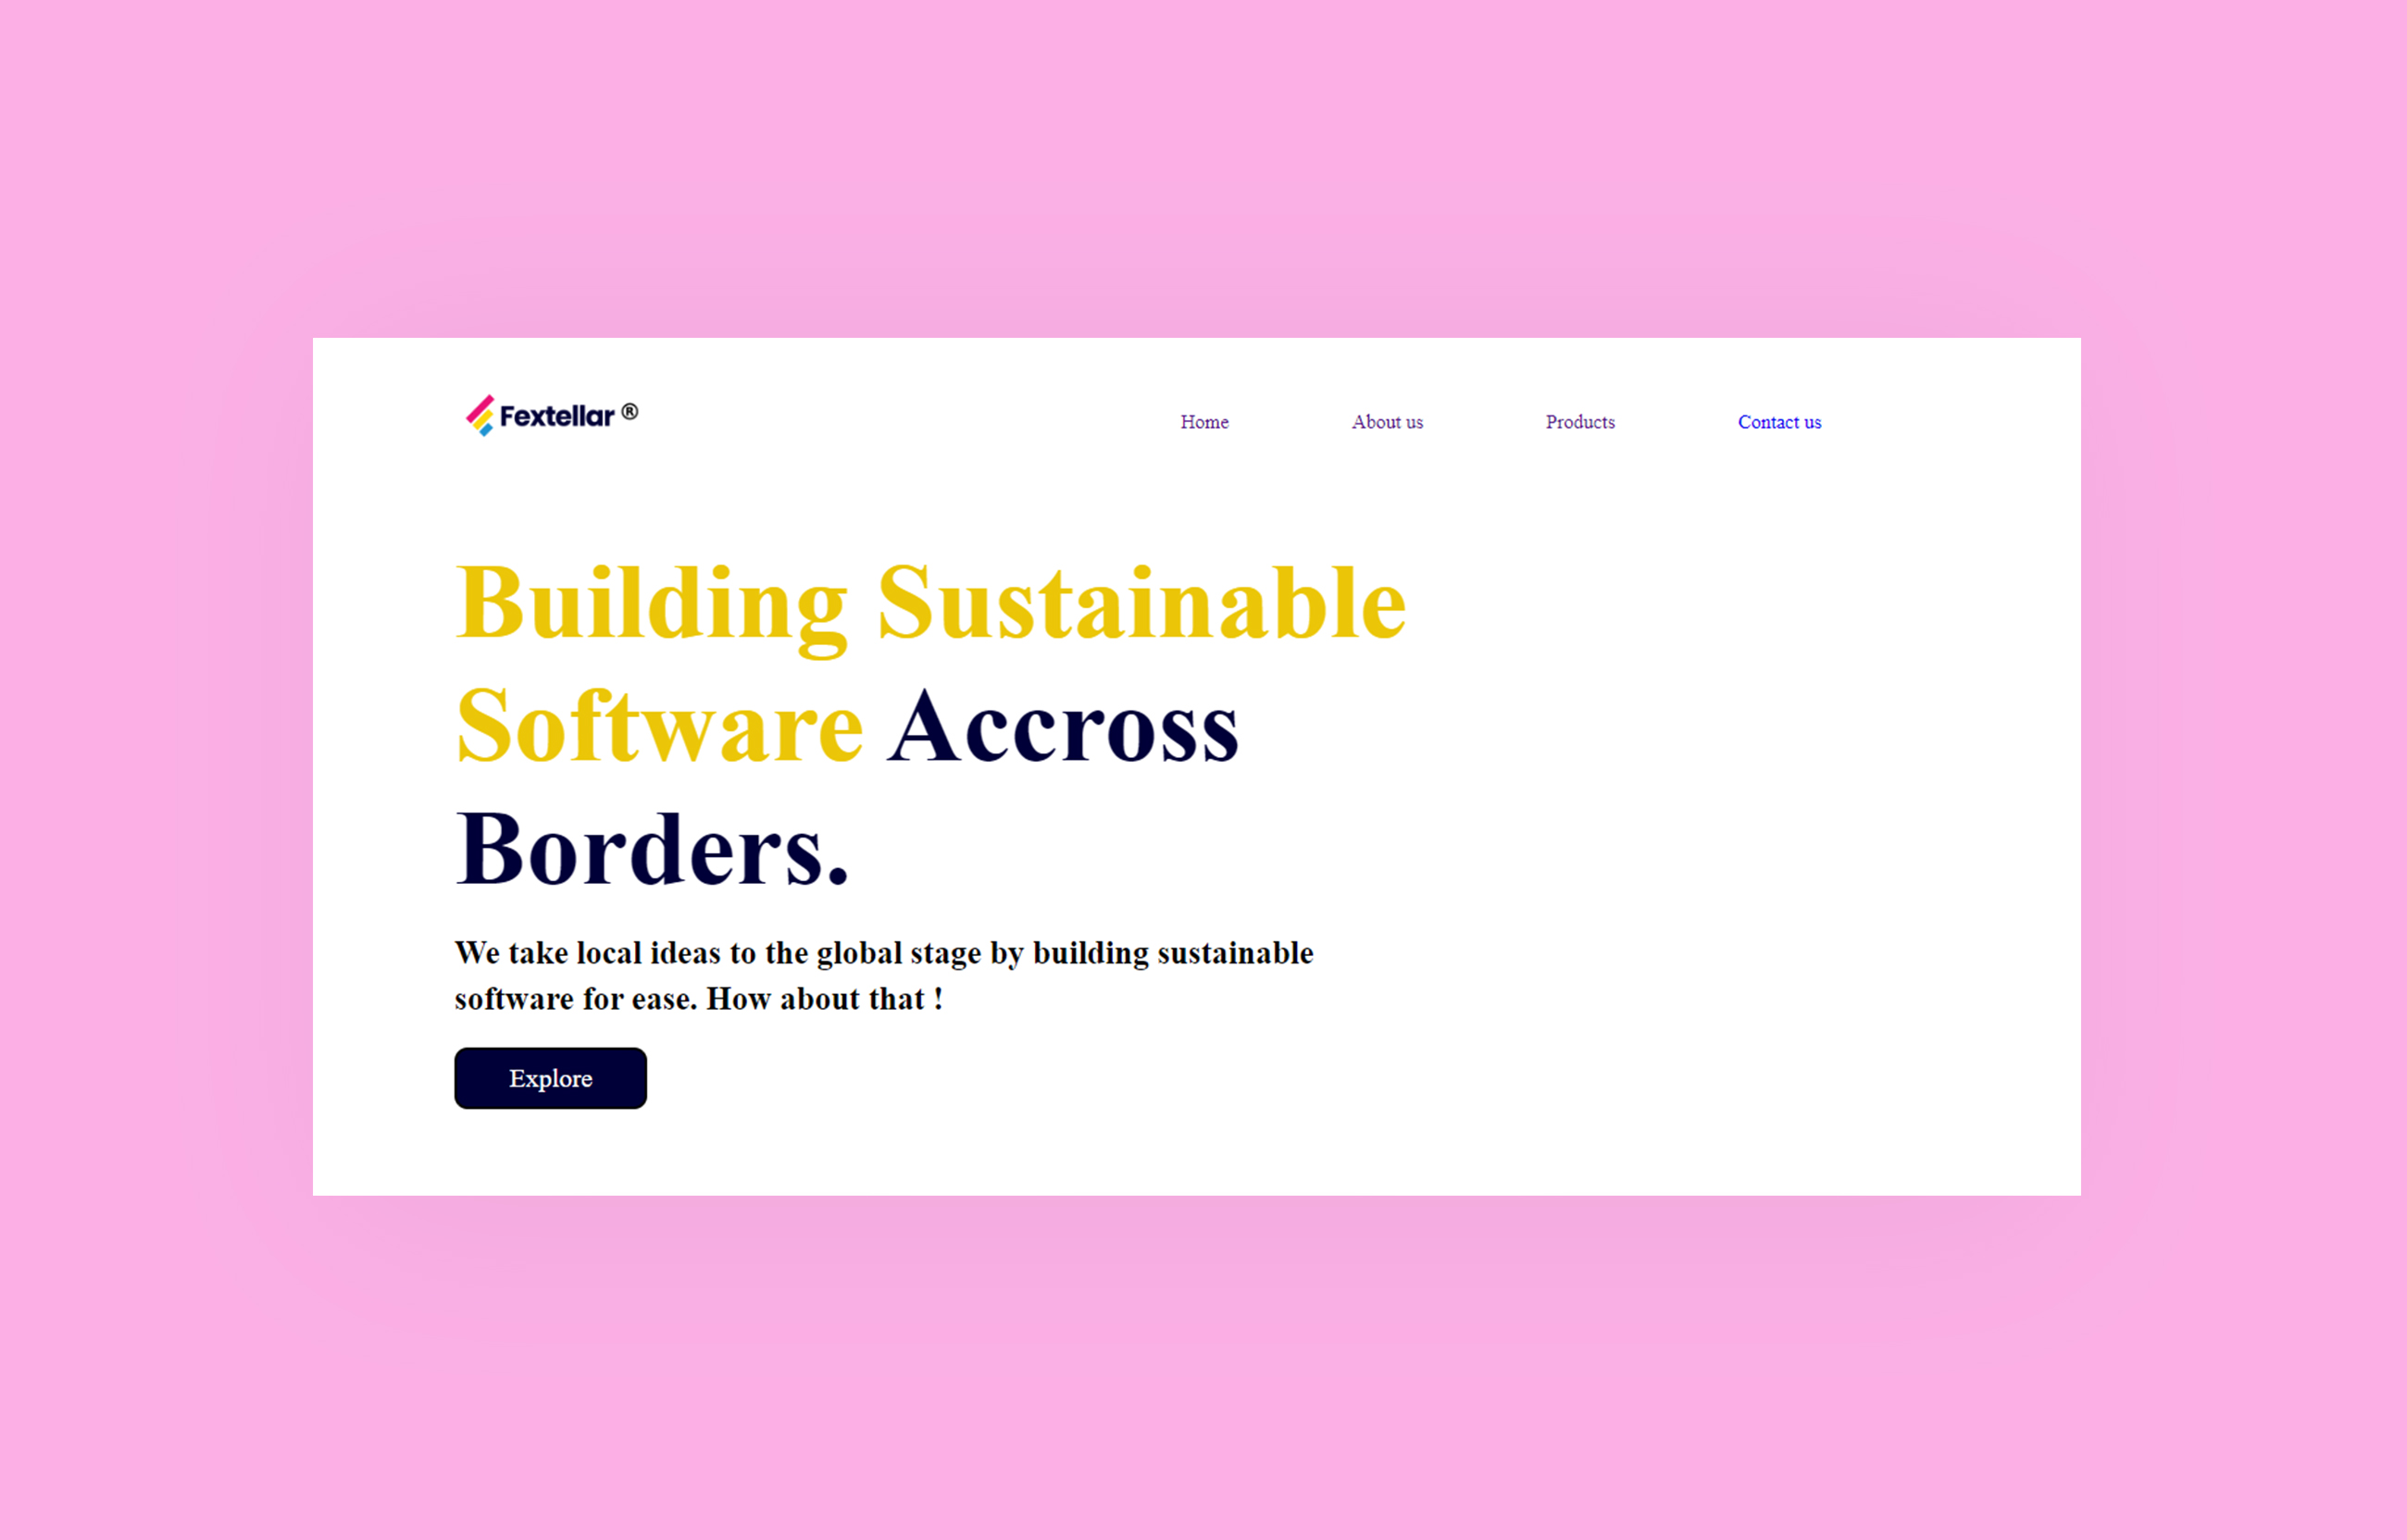 Fextellar ®
Home About us Products Contact us
Building Sustainable
Software Accross
Borders.
We take local ideas to the global stage by building sustainable
software for ease. How about that !
Explore